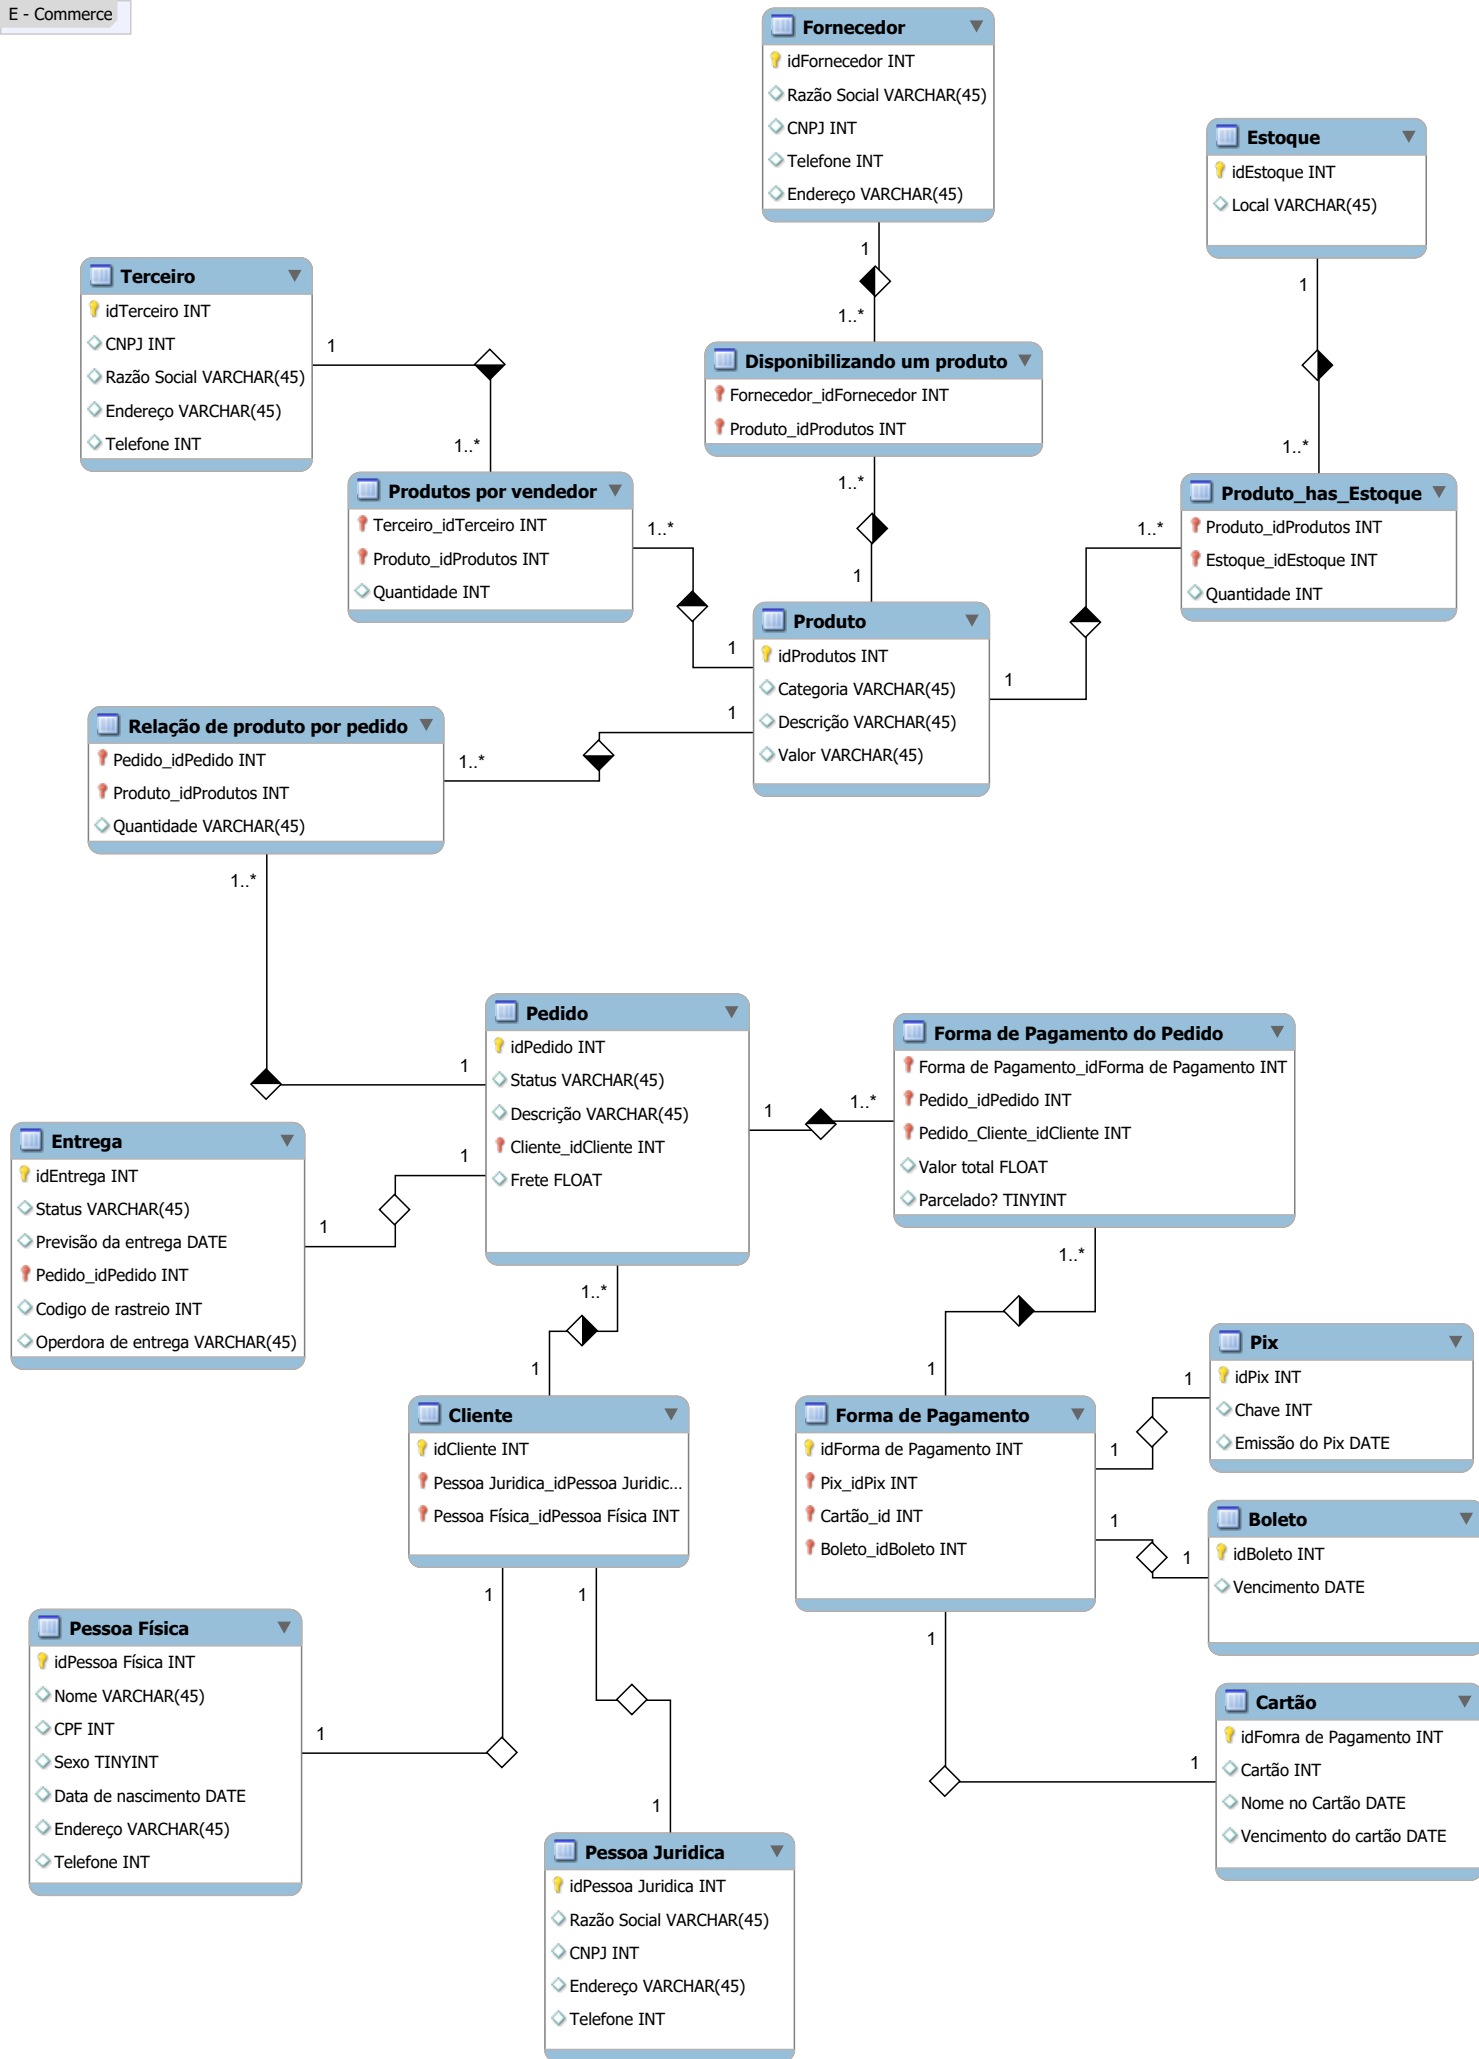 E - Commerce
Fornecedor
idFornecedor INT
Razão Social VARCHAR(45)
CNPJ INT
Telefone INT
Endereço VARCHAR(45)
1
1..*
Estoque
idEstoque INT
Local VARCHAR(45)
1
1..*
Terceiro
idTerceiro INT
CNPJ INT
Razão Social VARCHAR(45)
Endereço VARCHAR(45)
Telefone INT
1
1..*
Disponibilizando um produto
Fornecedor_idFornecedor INT
Produto_idProdutos INT
1..*
1
Produtos por vendedor
Terceiro_idTerceiro INT
Produto_idProdutos INT
Quantidade INT
1..*
1
Produto_has_Estoque
Produto_idProdutos INT
Estoque_idEstoque INT
Quantidade INT
1..*
1
Produto
idProdutos INT
Categoria VARCHAR(45)
Descrição VARCHAR(45)
Valor VARCHAR(45)
1
1..*
Relação de produto por pedido
Pedido_idPedido INT
Produto_idProdutos INT
Quantidade VARCHAR(45)
1..*
1
Pedido
idPedido INT
Status VARCHAR(45)
Descrição VARCHAR(45)
Cliente_idCliente INT
Frete FLOAT
1
1..*
Forma de Pagamento do Pedido
Forma de Pagamento_idForma de Pagamento INT
Pedido_idPedido INT
Pedido_Cliente_idCliente INT
Valor total FLOAT
Parcelado? TINYINT
1..*
1
Entrega
idEntrega INT
Status VARCHAR(45)
Previsão da entrega DATE
Pedido_idPedido INT
Codigo de rastreio INT
Operdora de entrega VARCHAR(45)
1
1
1..*
1
Cliente
idCliente INT
Pessoa Juridica_idPessoa Juridic...
Pessoa Física_idPessoa Física INT
1
1
Forma de Pagamento
idForma de Pagamento INT
Pix_idPix INT
Cartão_id INT
Boleto_idBoleto INT
1
1
1
Pix
idPix INT
Chave INT
Emissão do Pix DATE
1
Boleto
idBoleto INT
Vencimento DATE
1
Cartão
idFomra de Pagamento INT
Cartão INT
Nome no Cartão DATE
Vencimento do cartão DATE
1
Pessoa Física
idPessoa Física INT
Nome VARCHAR(45)
CPF INT
Sexo TINYINT
Data de nascimento DATE
Endereço VARCHAR(45)
Telefone INT
1
1
Pessoa Juridica
idPessoa Juridica INT
Razão Social VARCHAR(45)
CNPJ INT
Endereço VARCHAR(45)
Telefone INT